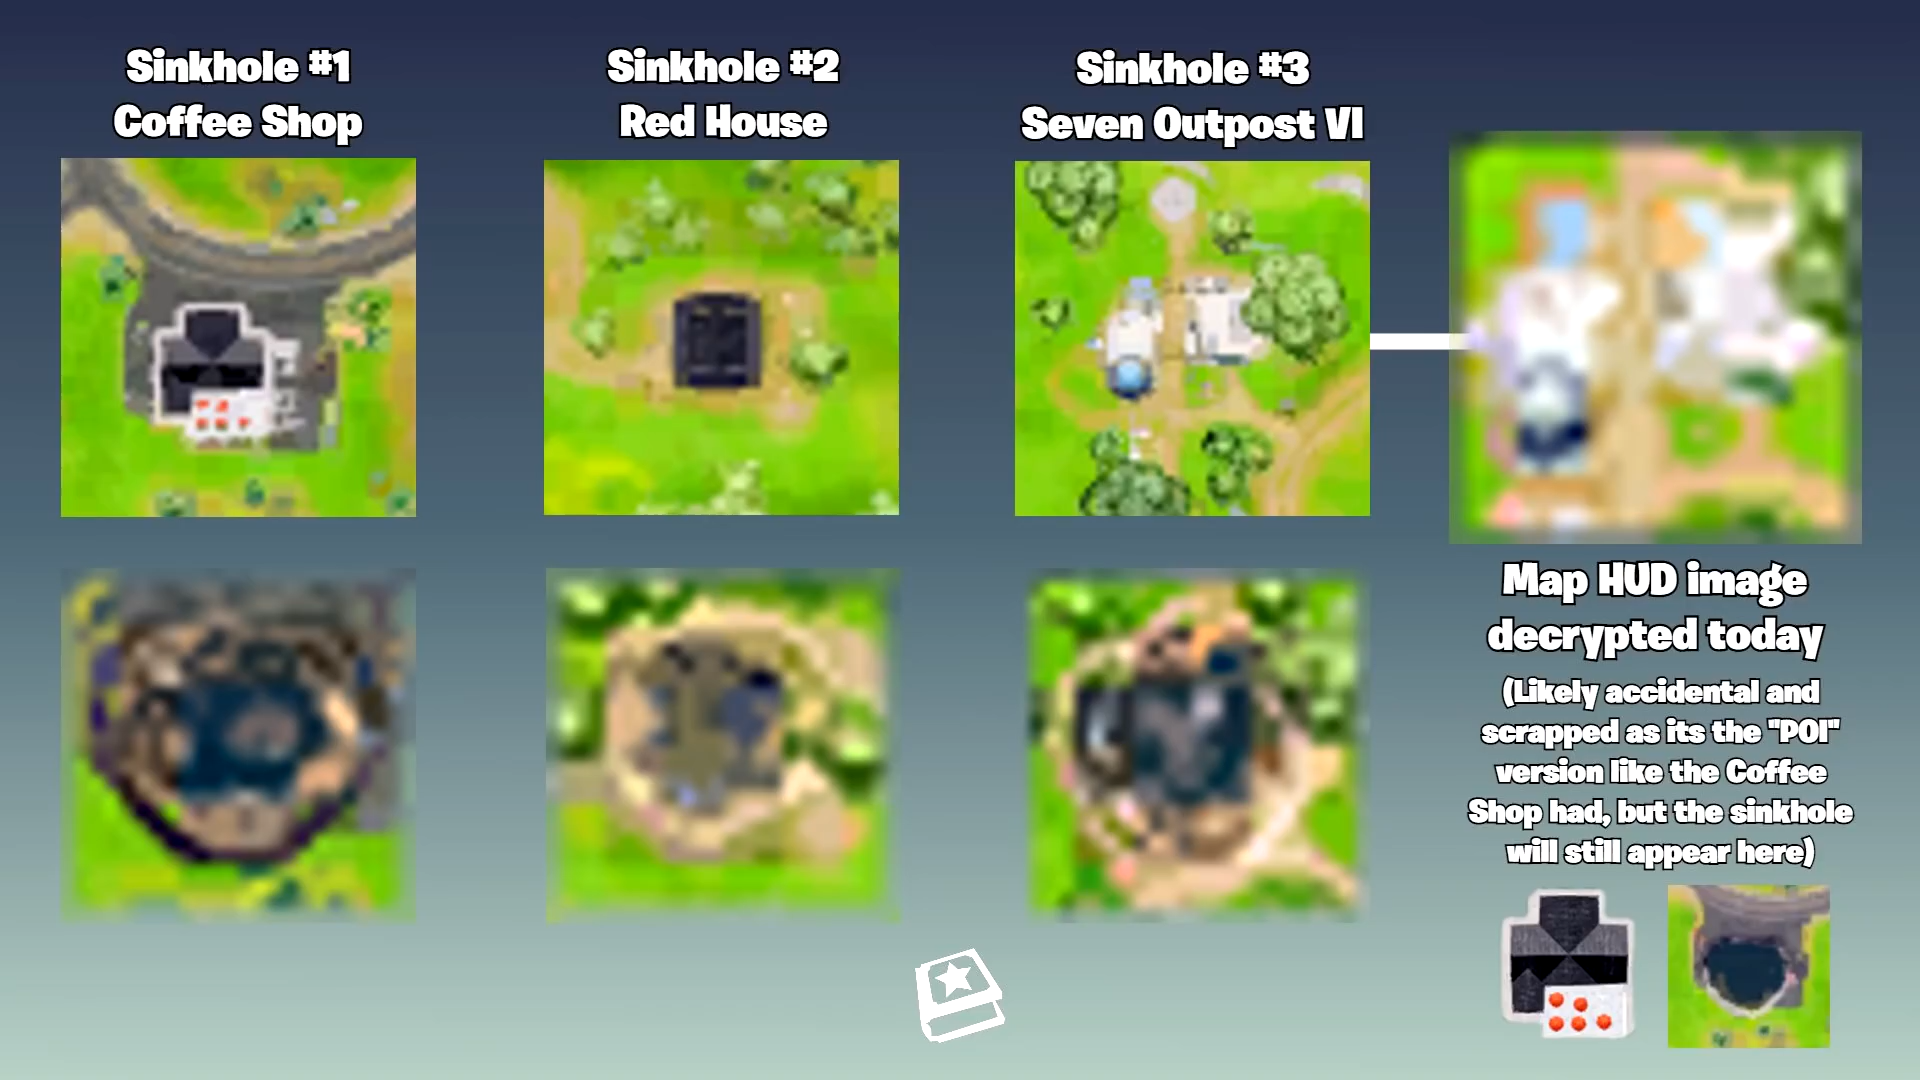 Sinkhole #1
Coffee Shop
Sinkhole #2
Red House
Sinkhole #3
Seven Outpost VI
Map HUD image
decrypted today
(Likely accidental and
scrapped as its the "POI"
version like the Coffee
Shop had, but the sinkhole
will still appear here)